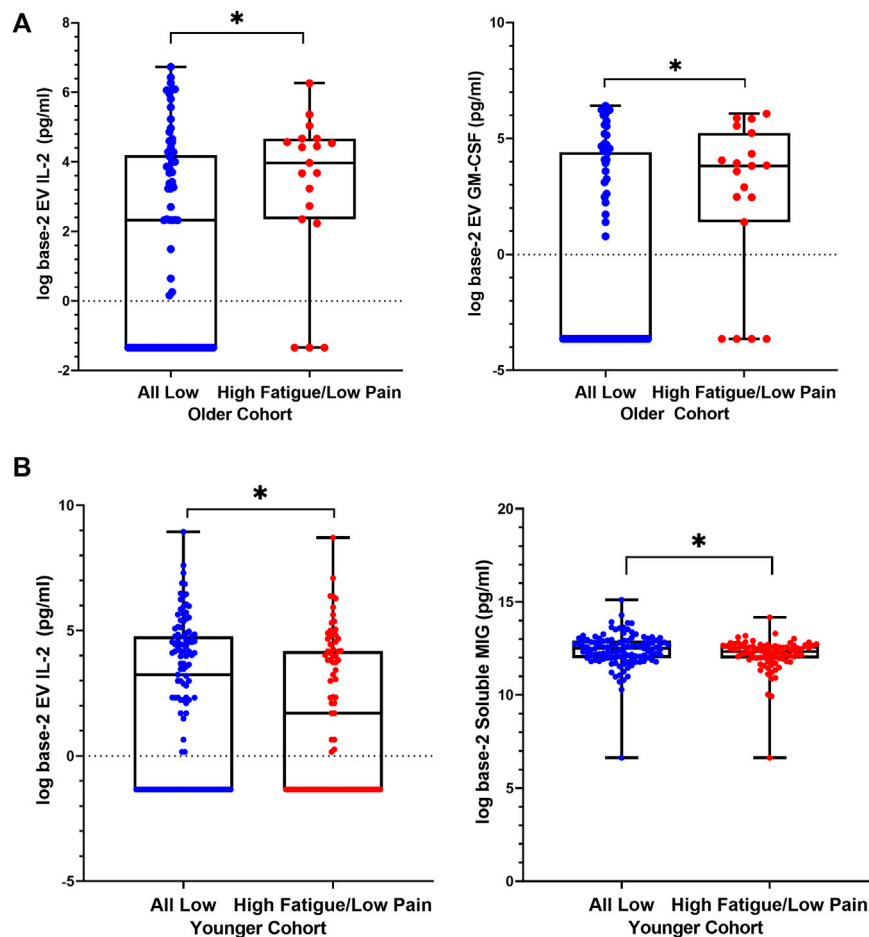 A
log base-2 EV IL-2 (pg/ml)
8
6
4
2
0
-2
*
All Low High Fatigue/Low Pain
Older Cohort
log base-2 EV GM-CSF (pg/ml)
10
5
0
-5
*
All Low High Fatigue/Low Pain
Older Cohort
B
log base-2 EV IL-2 (pg/ml)
10
5
0
-5
*
All Low High Fatigue/Low Pain
Younger Cohort
log base-2 Soluble MIG (pg/ml)
20
15
10
5
0
*
All Low High Fatigue/Low Pain
Younger Cohort